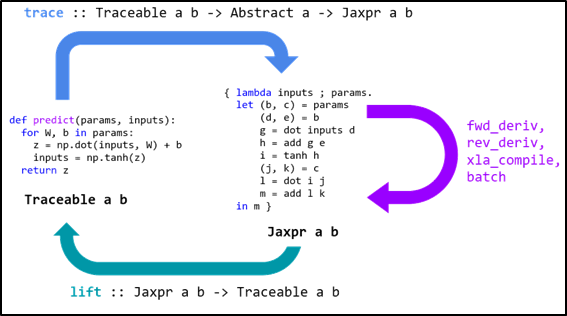 trace :: Traceable a b -> Abstract a -> Jaxpr a b
def predict(params, inputs):
  for W, b in params:
    z = np.dot(inputs, W) + b
    inputs = np.tanh(z)
  return z
Traceable a b
{ lambda inputs ; params.
  let (b, c) = params
      (d, e) = b
      g = dot inputs d
      h = add g e
      i = tanh h
      (j, k) = c
      l = dot i j
      m = add l k
  in m }
Jaxpr a b
fwd_deriv,
rev_deriv,
xla_compile,
batch
lift :: Jaxpr a b -> Traceable a b